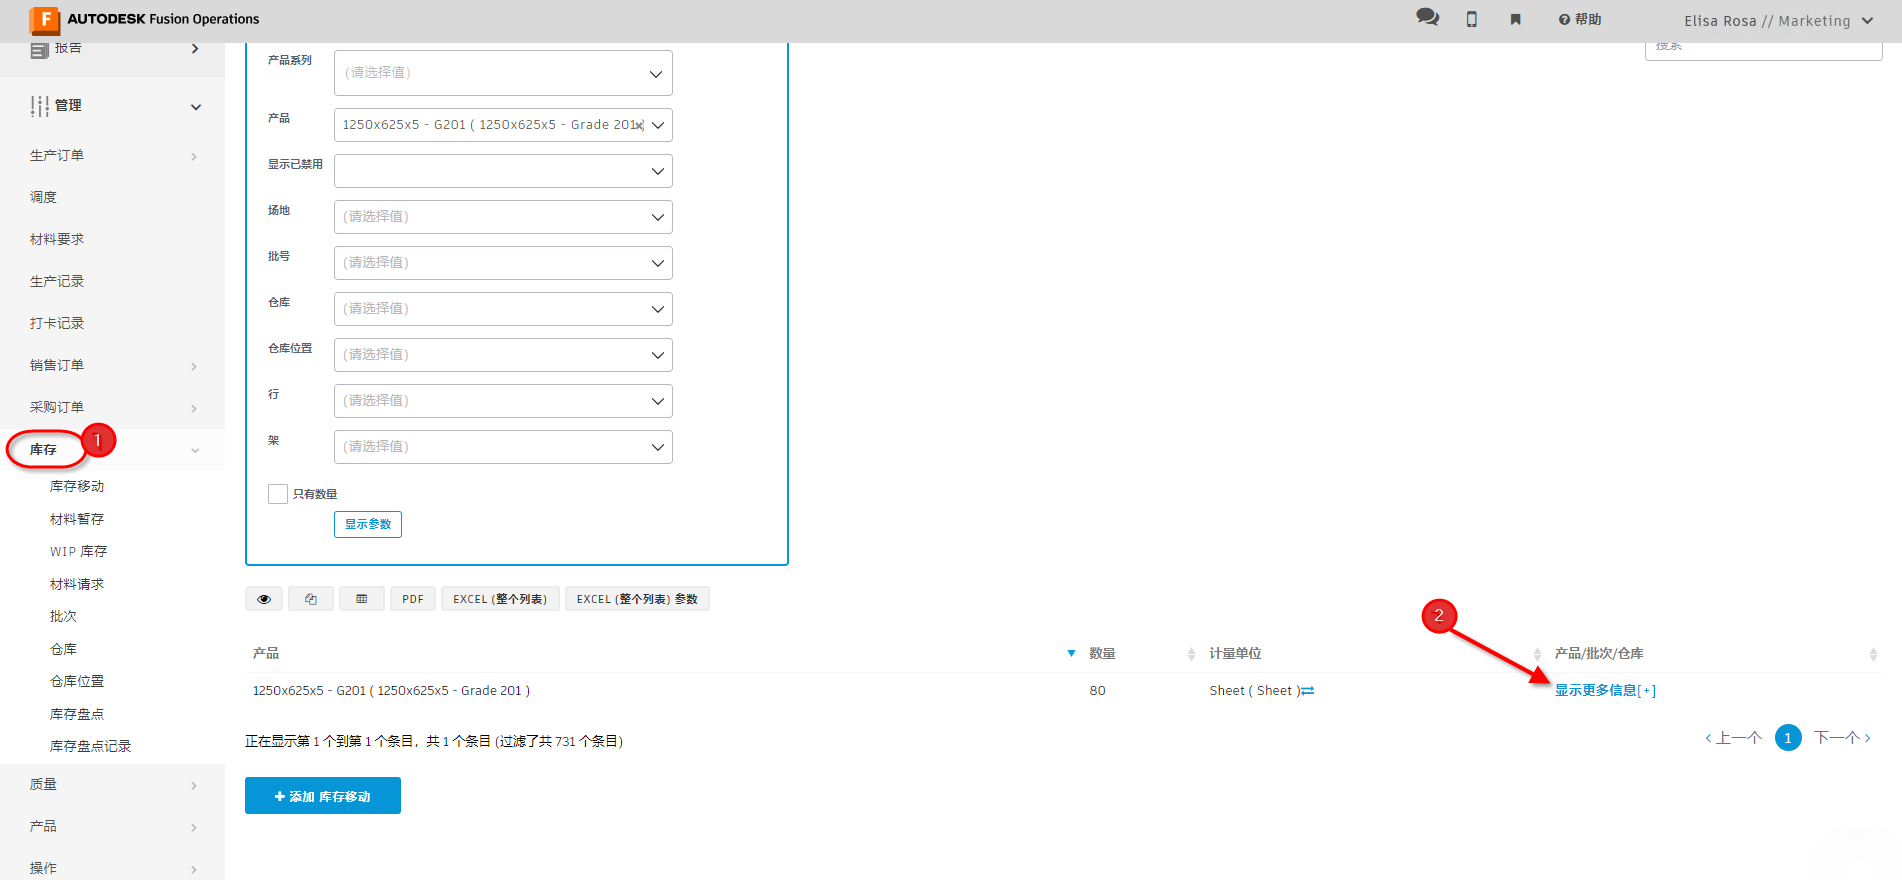 AUTODESK Fusion Operations
帮助
Elisa Rosa // Marketing
报告
管理
生产订单
调度
材料要求
生产记录
打卡记录
销售订单
采购订单
库存
1
库存移动
材料暂存
WIP 库存
材料请求
批次
仓库
仓库位置
库存盘点
库存盘点记录
质量
产品
操作
搜索
产品系列
(请选择值)
产品
1250x625x5 - G201 ( 1250x625x5 - Grade 201 )
显示已禁用
场地
(请选择值)
批号
(请选择值)
仓库
(请选择值)
仓库位置
(请选择值)
行
(请选择值)
架
(请选择值)
只有数量
显示参数
PDF
EXCEL (整个列表)
EXCEL (整个列表) 参数
2
产品 数量 计量单位 产品/批次/仓库
1250x625x5 - G201 ( 1250x625x5 - Grade 201 ) 80 Sheet ( Sheet ) 显示更多信息[+]
正在显示第 1 个到第 1 个条目，共 1 个条目 (过滤了共 731 个条目)
上一个 1 下一个
+ 添加 库存移动